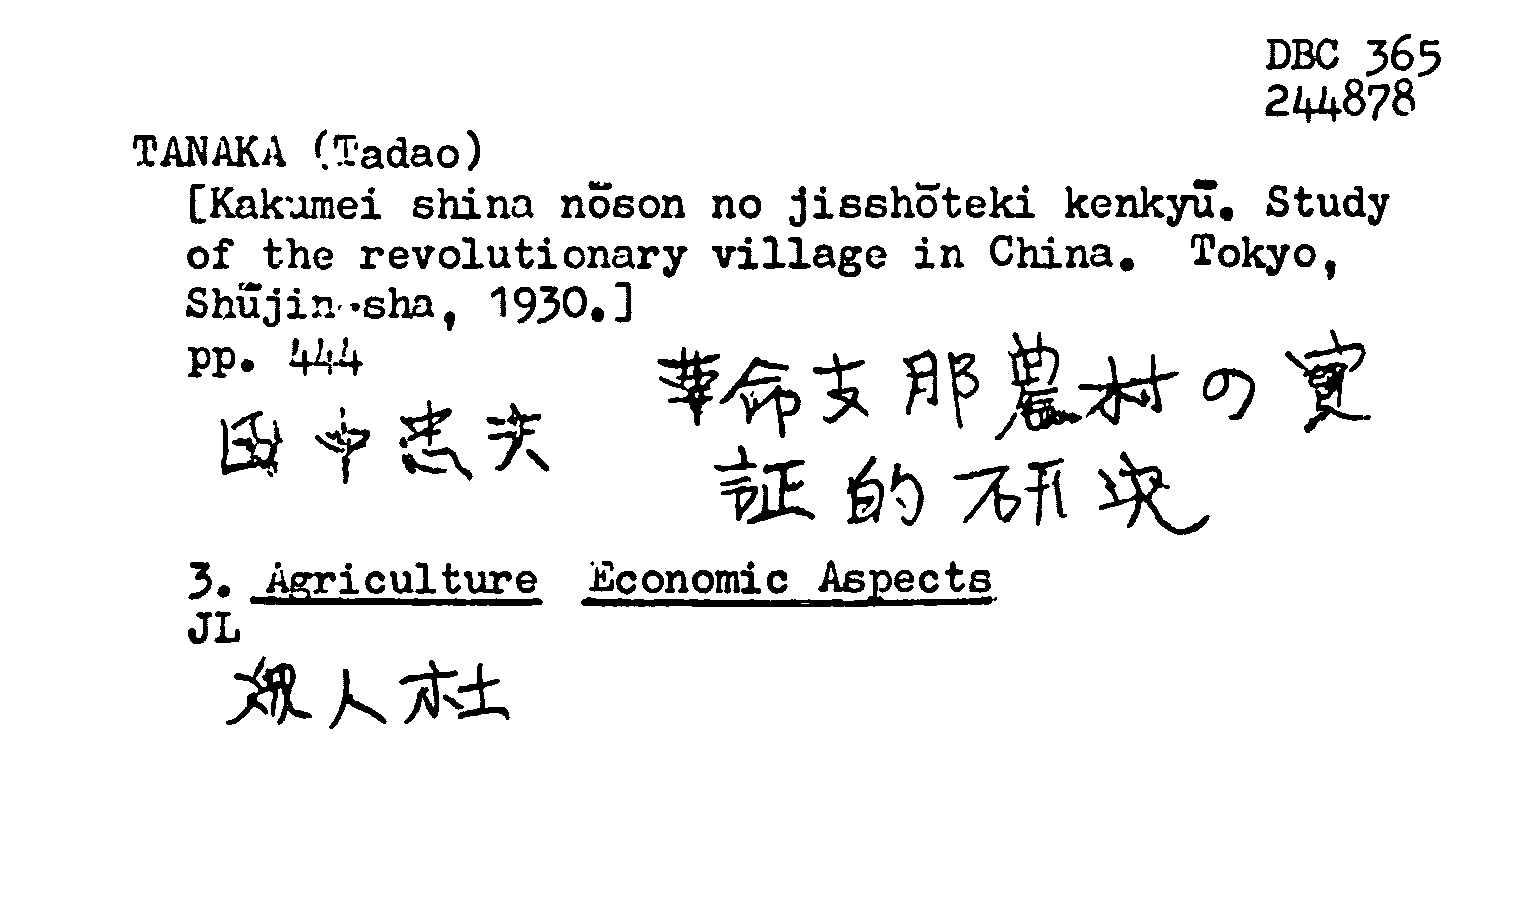 DBC 365
244878
TANAKA (Tadao)
[Kakumei shina nōson no jisshōteki kenkyū. Study
of the revolutionary village in China. Tokyo,
Shūjin-sha, 1930.]
pp. 444
革命支那農村の實
田中忠夫
証的研究
3. Agriculture Economic Aspects
JL
人社